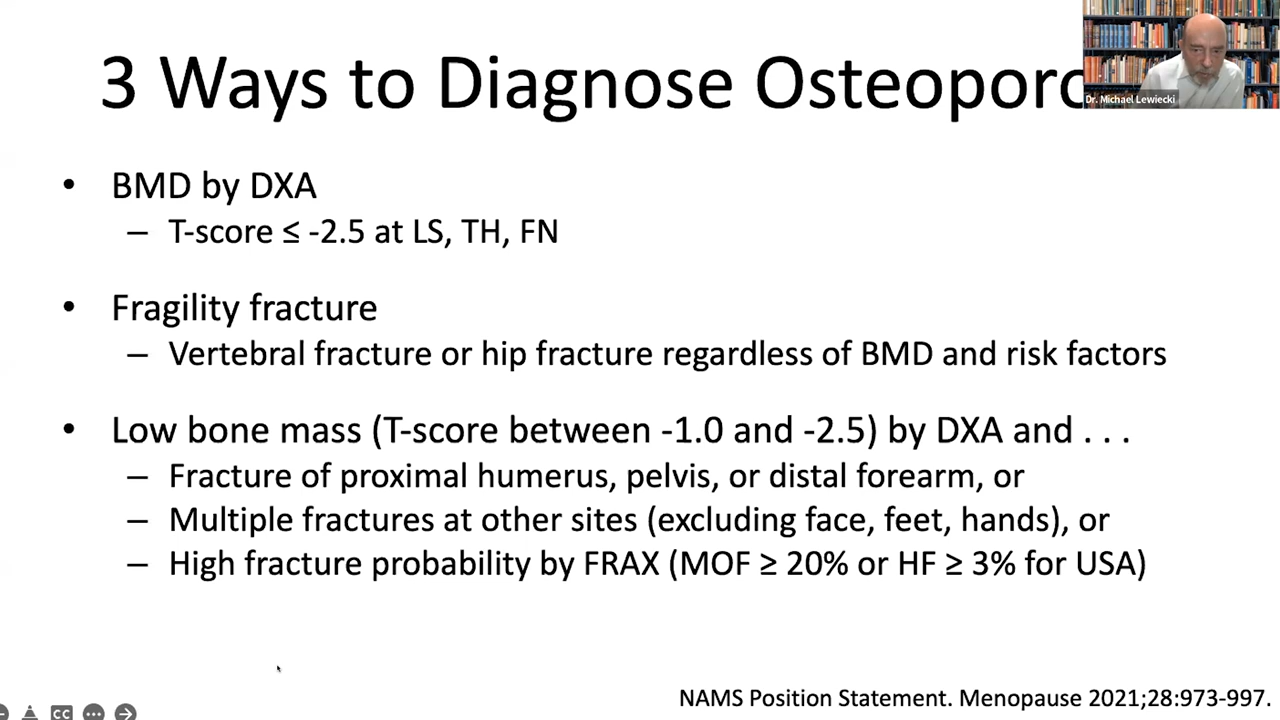 3 Ways to Diagnose Osteoporo
Dr. Michael Lewiecki
• BMD by DXA
– T-score ≤ -2.5 at LS, TH, FN
• Fragility fracture
– Vertebral fracture or hip fracture regardless of BMD and risk factors
• Low bone mass (T-score between -1.0 and -2.5) by DXA and . . .
– Fracture of proximal humerus, pelvis, or distal forearm, or
– Multiple fractures at other sites (excluding face, feet, hands), or
– High fracture probability by FRAX (MOF ≥ 20% or HF ≥ 3% for USA)
NAMS Position Statement. Menopause 2021;28:973-997.
CC